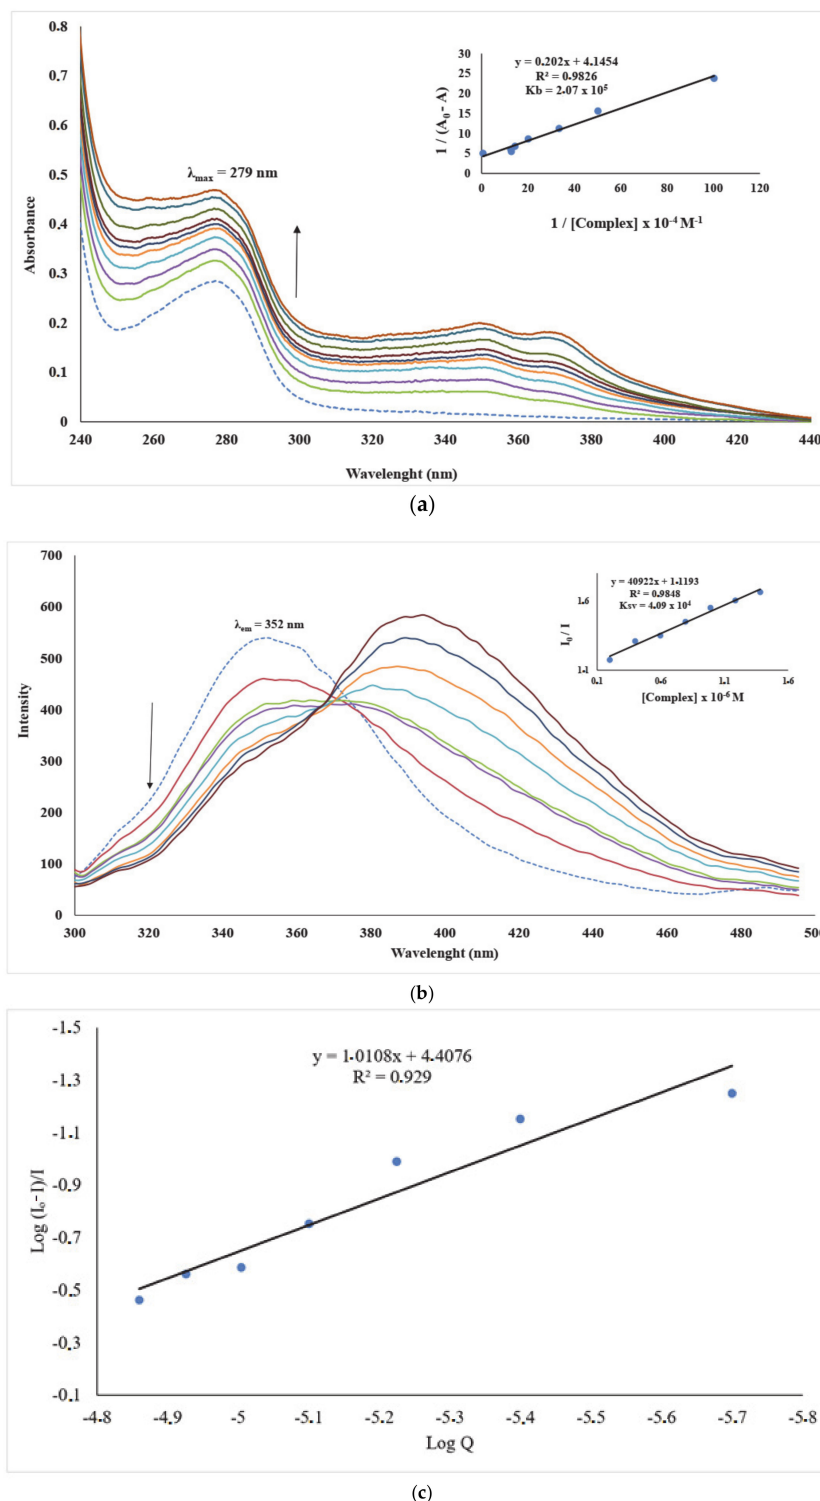 0.8
0.7
0.6
0.5
0.4
0.3
0.2
0.1
0
Absorbance
240 260 280 300 320 340 360 380 400 420 440
Wavelenght (nm)
λmax = 279 nm
30
25
20
15
10
5
0
1 / (A0 - A)
y = 0.202x + 4.1454
R² = 0.9826
Kb = 2.07 x 10⁵
0 20 40 60 80 100 120
1 / [Complex] x 10⁻⁴ M⁻¹
(a)
700
600
500
400
300
200
100
0
Intensity
300 320 340 360 380 400 420 440 460 480 500
Wavelenght (nm)
λem = 352 nm
y = 40922x + 1.1193
R² = 0.9848
Ksv = 4.09 x 10⁴
1.6
1.1
I0 / I
0.1 0.6 1.1 1.6
[Complex] x 10⁻⁶ M
(b)
-1.5
-1.3
-1.1
-0.9
-0.7
-0.5
-0.3
-0.1
Log (Iₒ - I)/I
y = 1.0108x + 4.4076
R² = 0.929
-4.8 -4.9 -5 -5.1 -5.2 -5.3 -5.4 -5.5 -5.6 -5.7 -5.8
Log Q
(c)